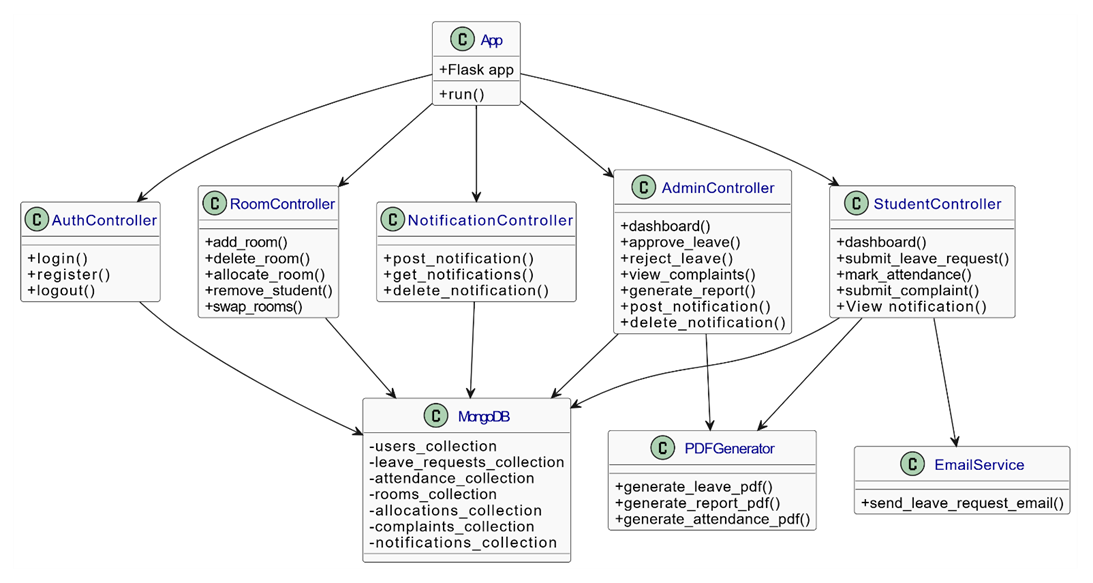 C App
+Flask app
+run()
C AuthController
+login()
+register()
+logout()
C RoomController
+add_room()
+delete_room()
+allocate_room()
+remove_student()
+swap_rooms()
C NotificationController
+post_notification()
+get_notifications()
+delete_notification()
C AdminController
+dashboard()
+approve_leave()
+reject_leave()
+view_complaints()
+generate_report()
+post_notification()
+delete_notification()
C StudentController
+dashboard()
+submit_leave_request()
+mark_attendance()
+submit_complaint()
+View notification()
C MongoDB
-users_collection
-leave_requests_collection
-attendance_collection
-rooms_collection
-allocations_collection
-complaints_collection
-notifications_collection
C PDFGenerator
+generate_leave_pdf()
+generate_report_pdf()
+generate_attendance_pdf()
C EmailService
+send_leave_request_email()